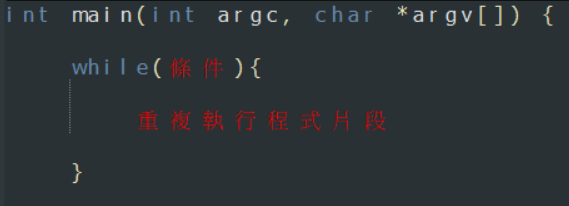 int main(int argc, char *argv[]) {
while(條件){
重複執行程式片段
}